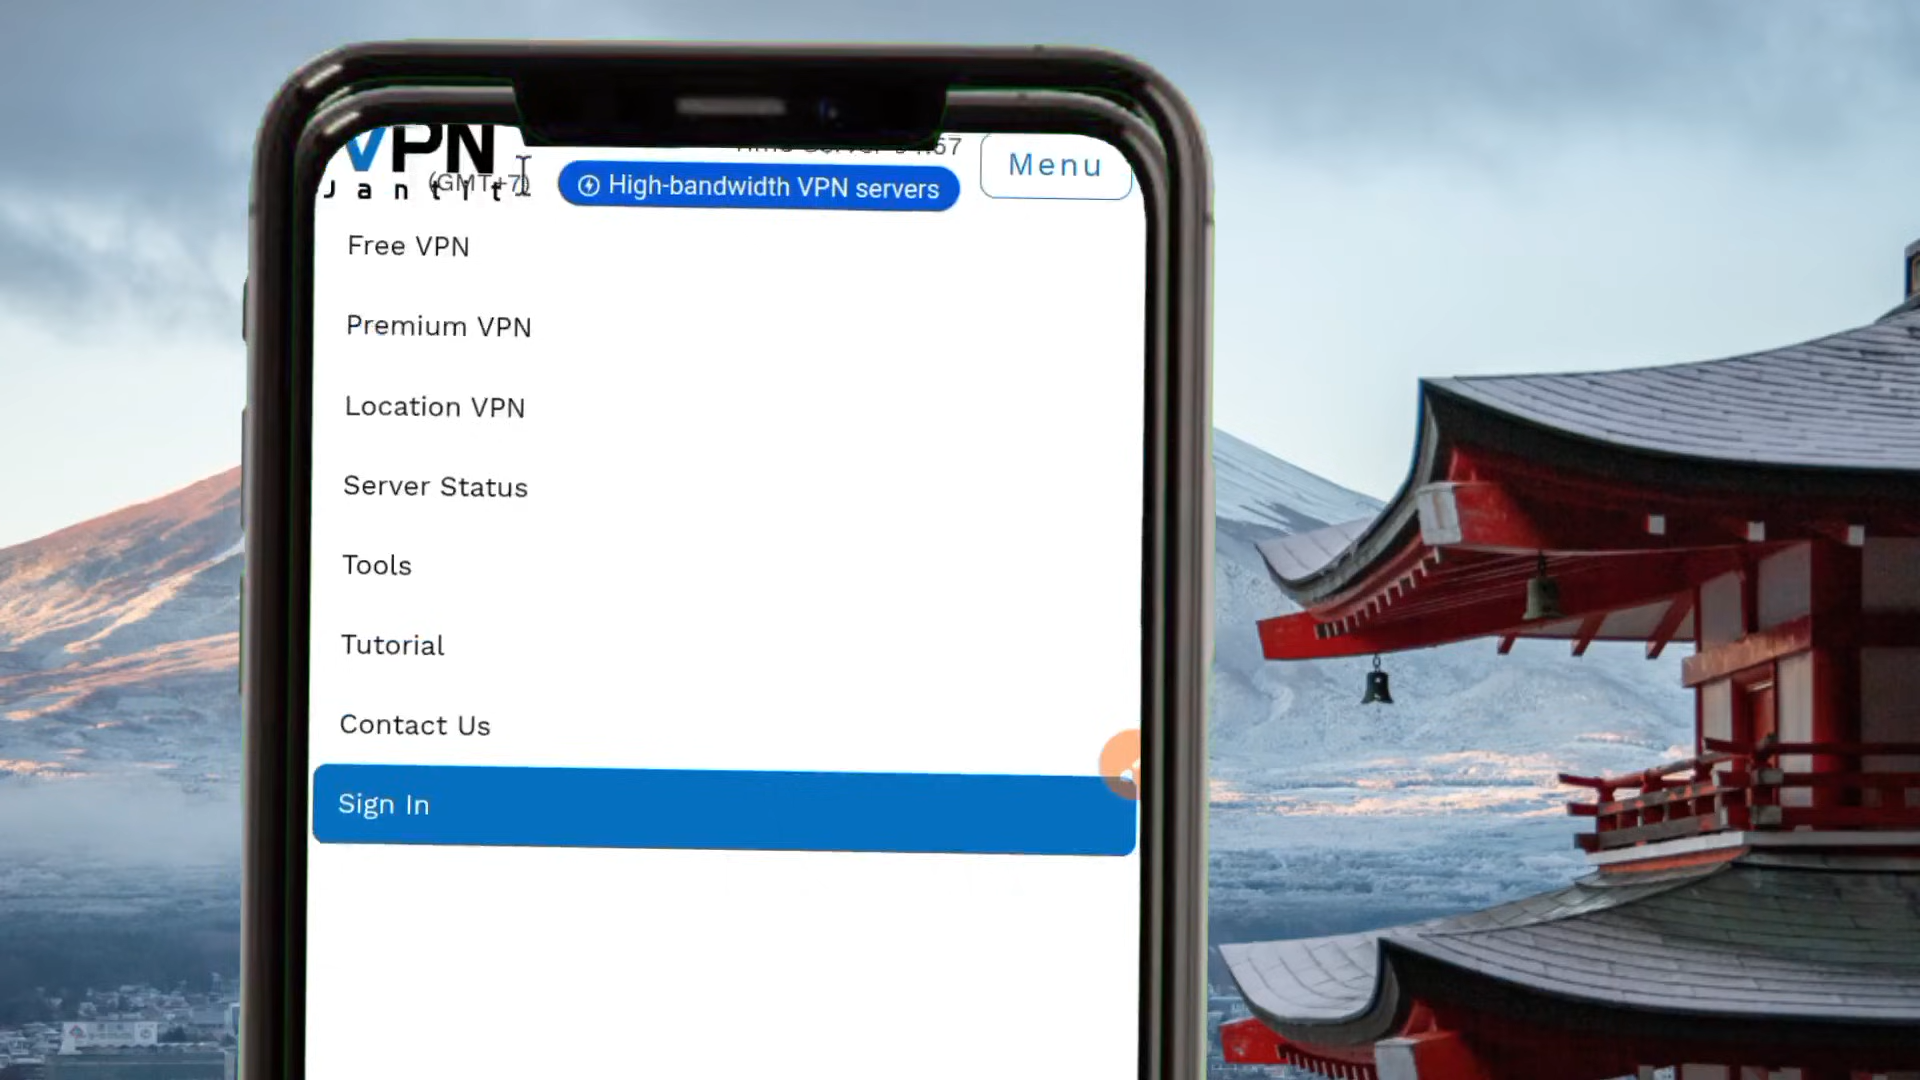 VPN
Jantit
(GMT+7)
High-bandwidth VPN servers
Menu
Free VPN
Premium VPN
Location VPN
Server Status
Tools
Tutorial
Contact Us
Sign In